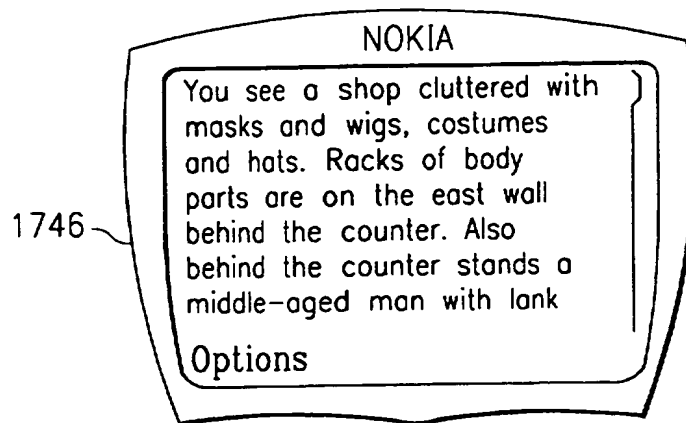 NOKIA
You see a shop cluttered with
masks and wigs, costumes
and hats. Racks of body
parts are on the east wall
behind the counter. Also
behind the counter stands a
middle-aged man with lank
Options
1746